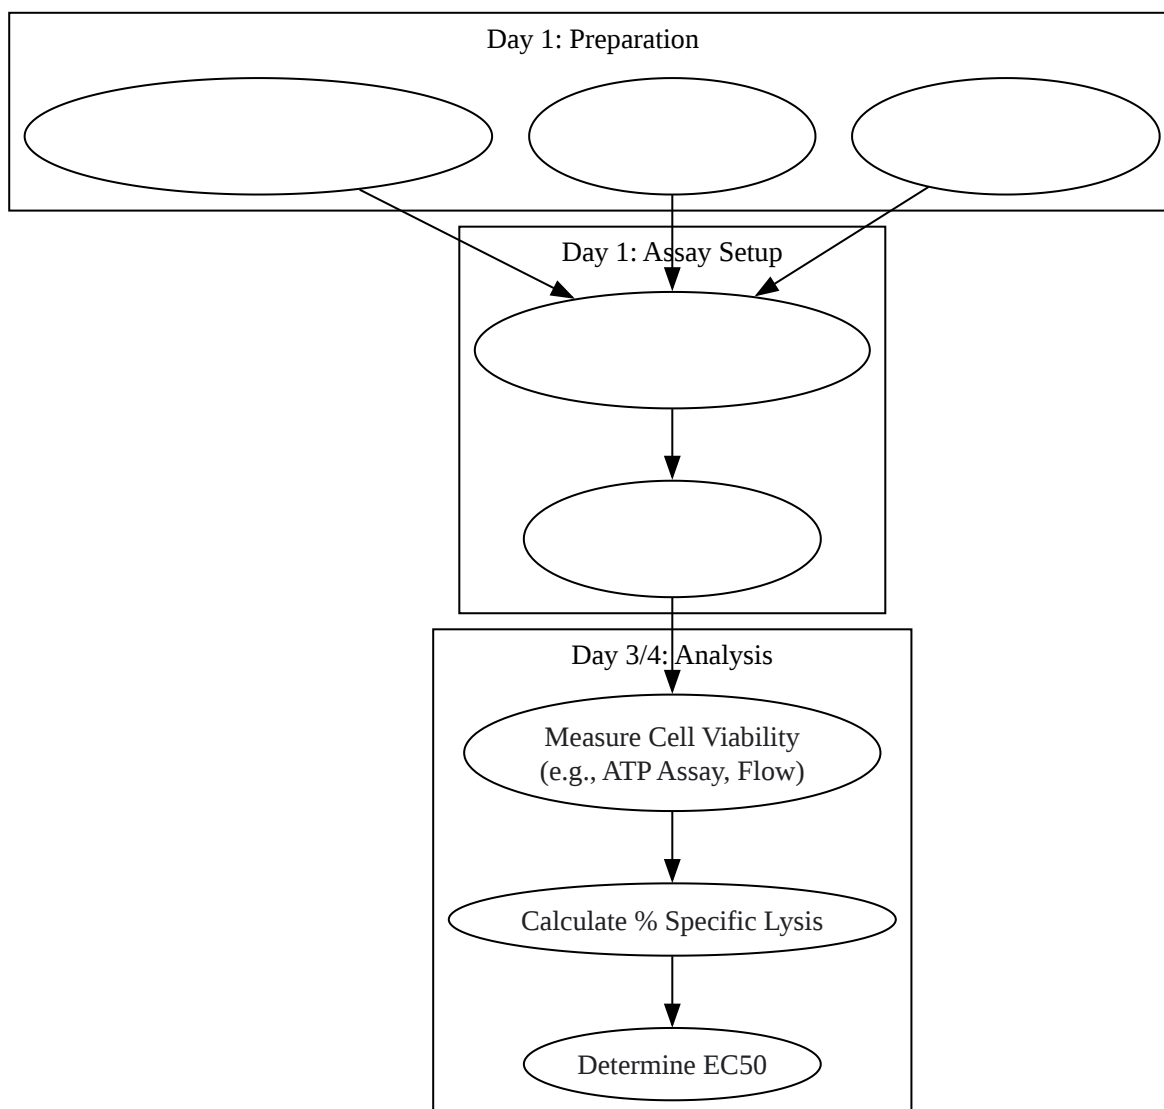 Day 1: Preparation
Day 1: Assay Setup
Day 3/4: Analysis
Measure Cell Viability
(e.g., ATP Assay, Flow)
Calculate % Specific Lysis
Determine EC50